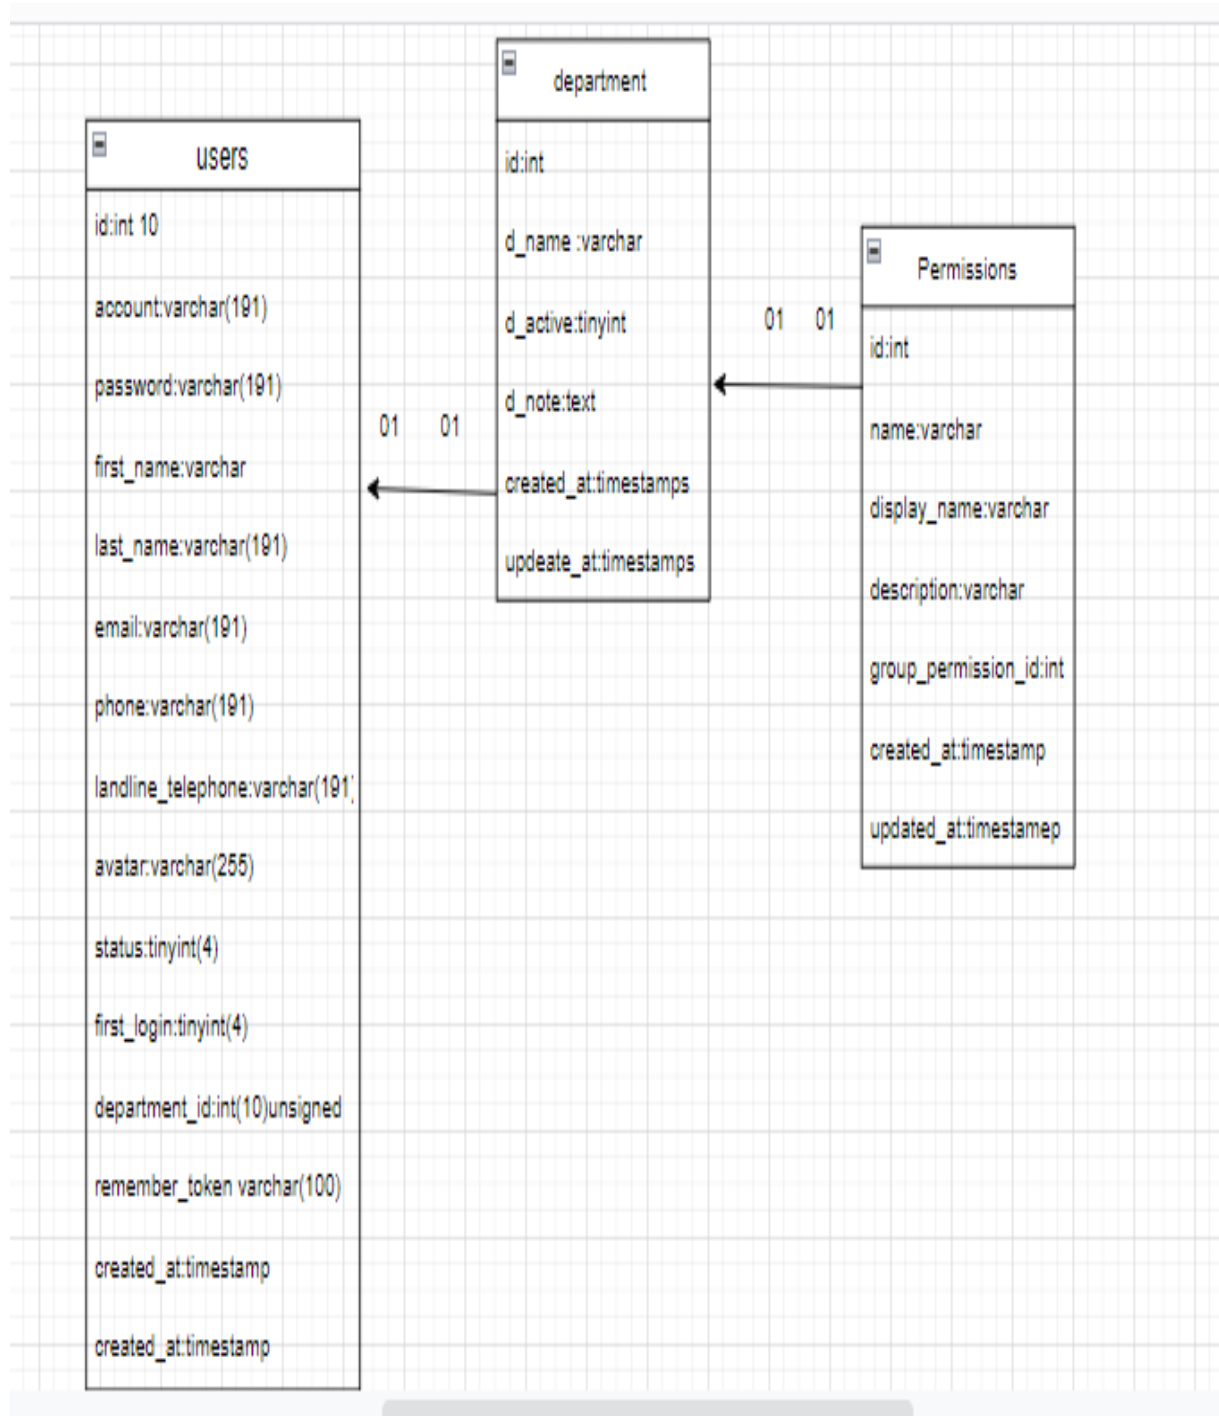 users
id:int 10
account:varchar(191)
password:varchar(191)
first_name:varchar
last_name:varchar(191)
email:varchar(191)
phone:varchar(191)
landline_telephone:varchar(191)
avatar:varchar(255)
status:tinyint(4)
first_login:tinyint(4)
department_id:int(10)unsigned
remember_token varchar(100)
created_at:timestamp
created_at:timestamp
01 01
department
id:int
d_name :varchar
d_active:tinyint
d_note:text
created_at:timestamps
updeate_at:timestamps
01 01
Permissions
id:int
name:varchar
display_name:varchar
description:varchar
group_permission_id:int
created_at:timestamp
updated_at:timestamep